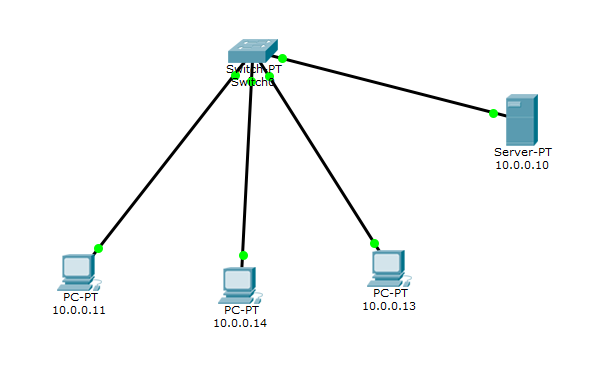 Switch-PT
Switch0
Server-PT
10.0.0.10
PC-PT
10.0.0.11
PC-PT
10.0.0.14
PC-PT
10.0.0.13